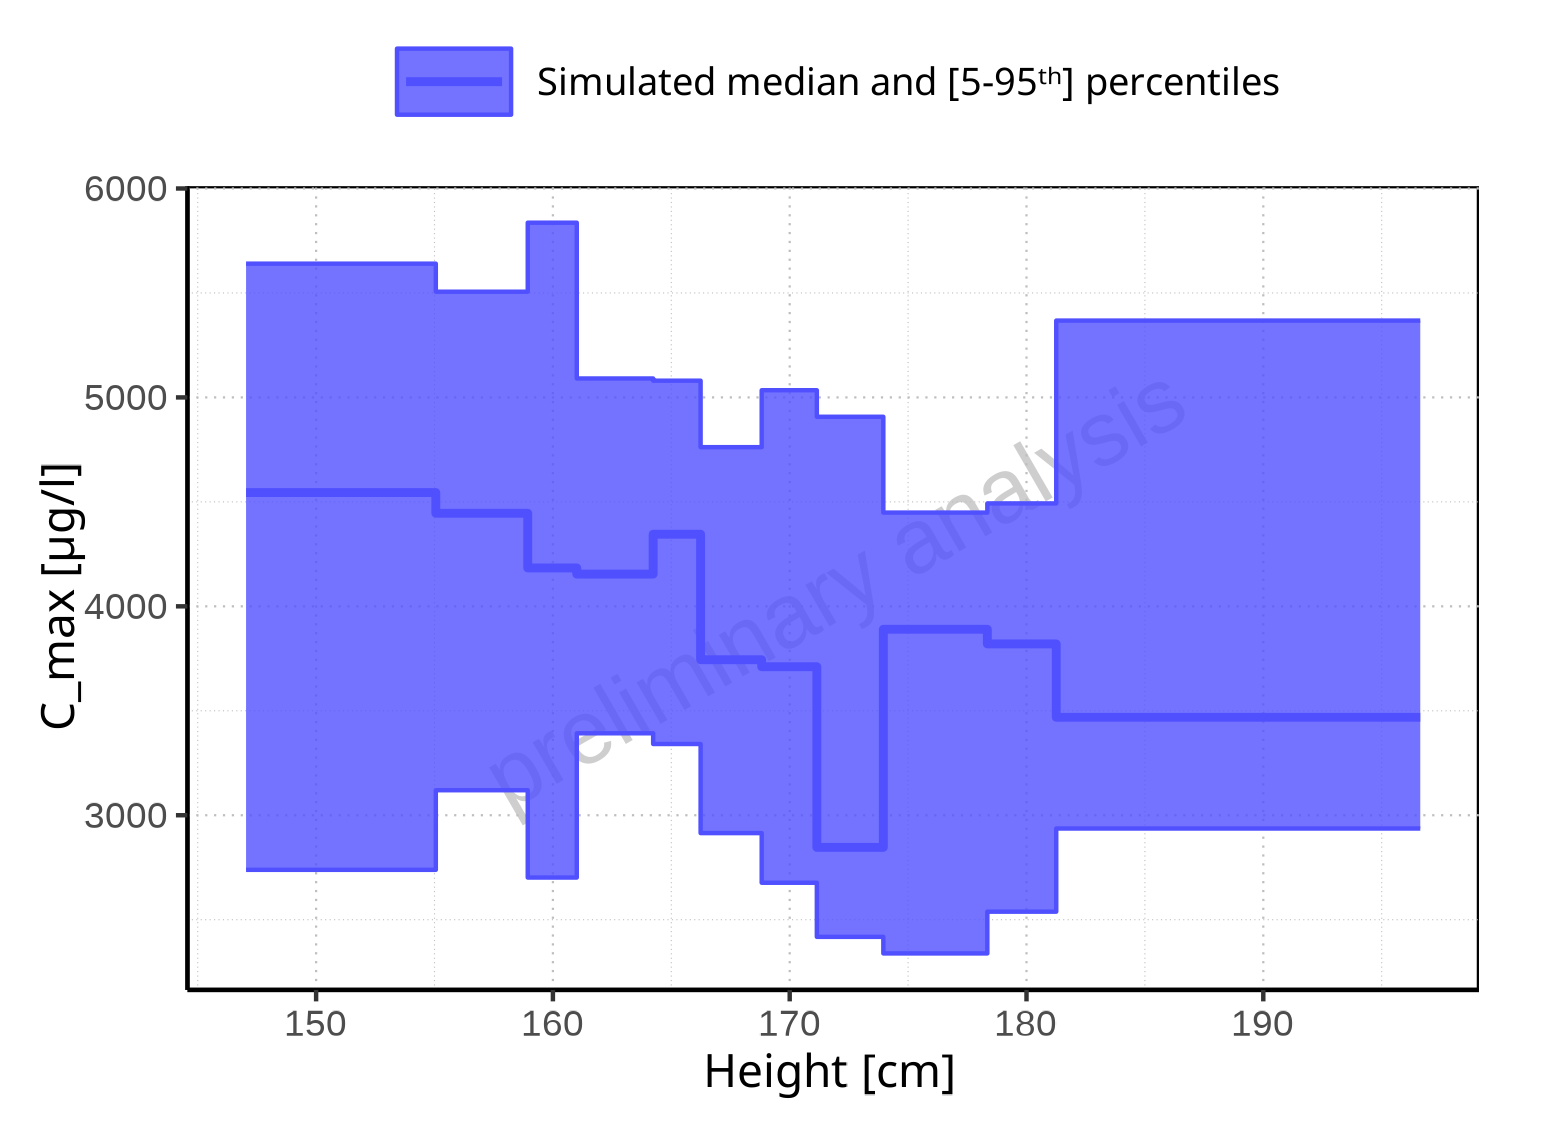 Simulated median and [5-95ᵗʰ] percentiles
6000
5000
4000
3000
C_max [µg/l]
preliminary analysis
150 160 170 180 190
Height [cm]